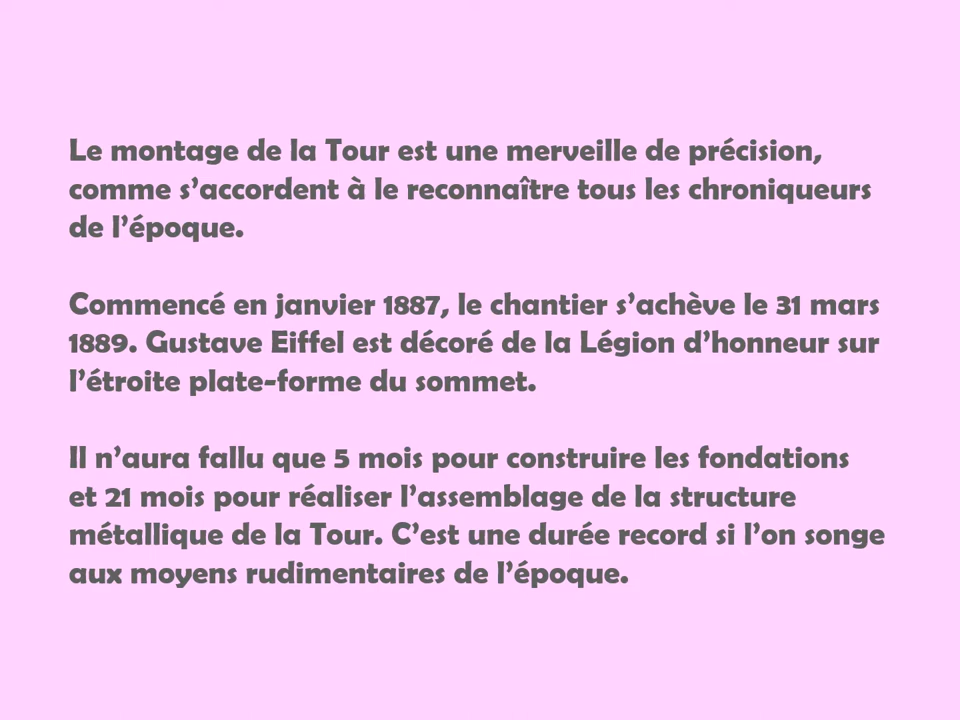 Le montage de la Tour est une merveille de précision,
comme s’accordent à le reconnaître tous les chroniqueurs
de l’époque.
Commencé en janvier 1887, le chantier s’achève le 31 mars
1889. Gustave Eiffel est décoré de la Légion d’honneur sur
l’étroite plate-forme du sommet.
Il n’aura fallu que 5 mois pour construire les fondations
et 21 mois pour réaliser l’assemblage de la structure
métallique de la Tour. C’est une durée record si l’on songe
aux moyens rudimentaires de l’époque.